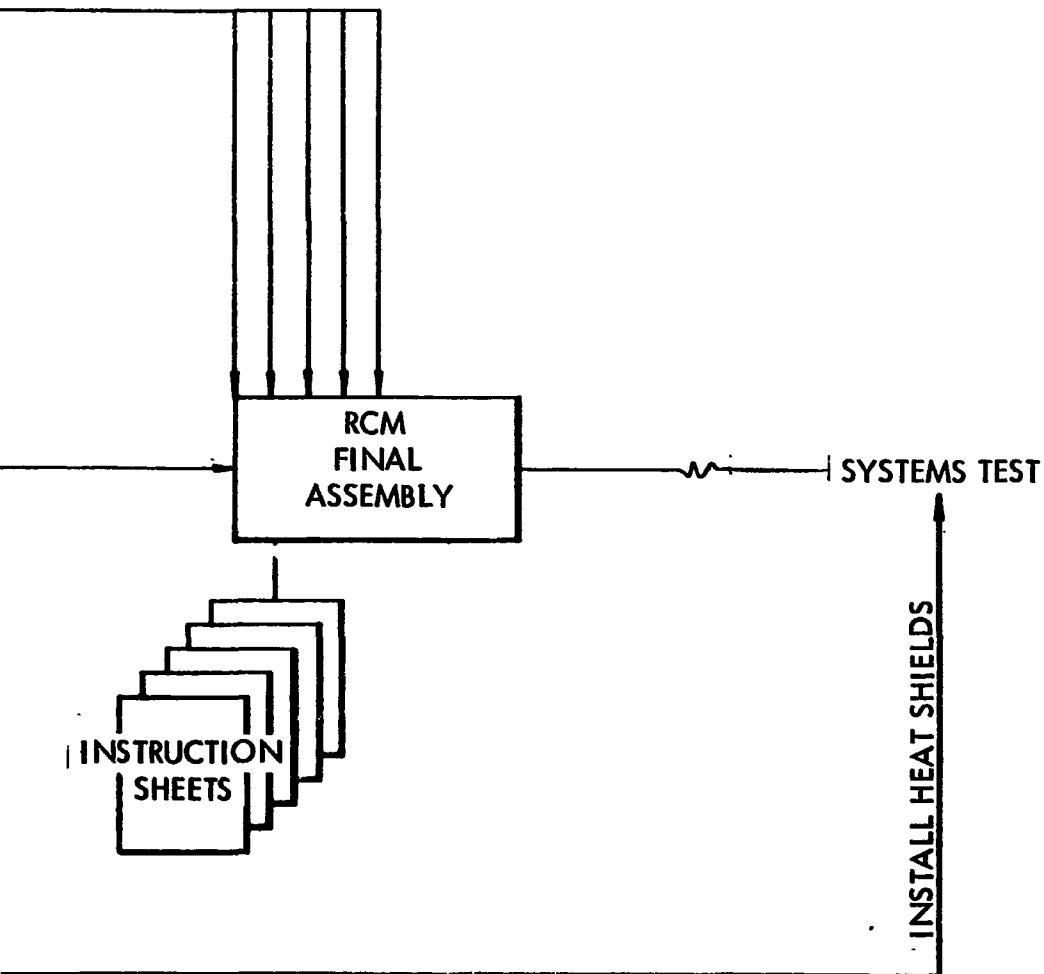 RCM
FINAL
ASSEMBLY
SYSTEMS TEST
INSTRUCTION
SHEETS
INSTALL HEAT SHIELDS